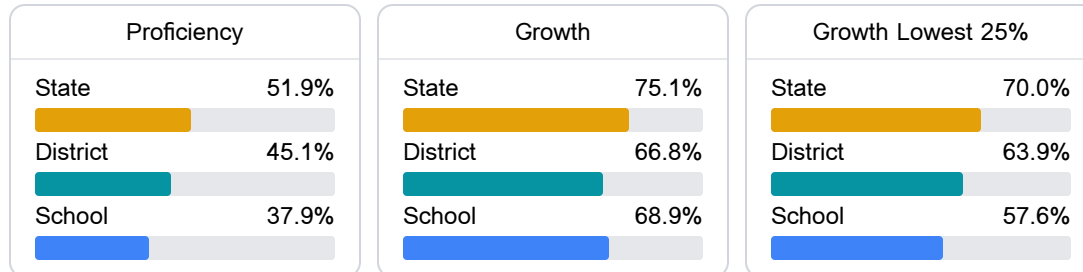 Proficiency
State 51.9%
District 45.1%
School 37.9%
Growth
State 75.1%
District 66.8%
School 68.9%
Growth Lowest 25%
State 70.0%
District 63.9%
School 57.6%